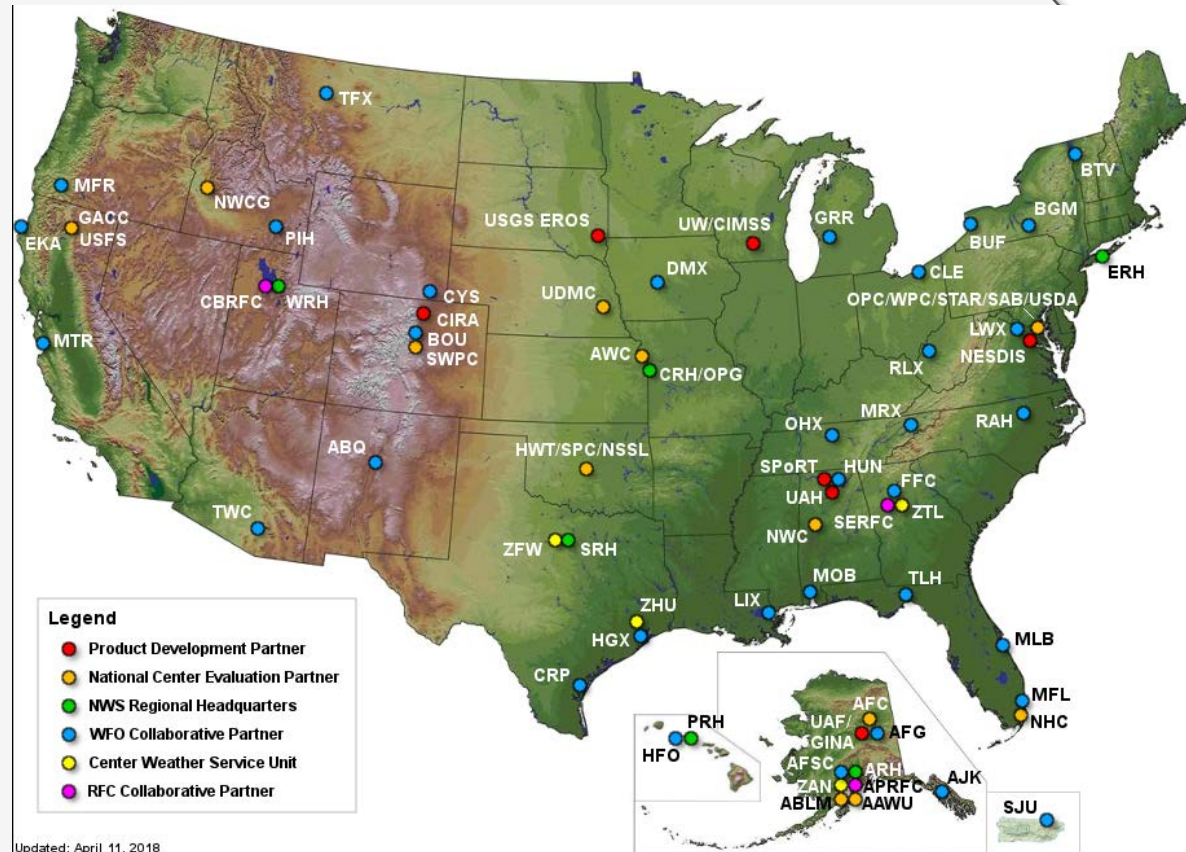 TFX
MFR
NWCG
GACC
USFS
EKA
PIH
CBRFC
WRH
MTR
CYS
CIRA
BOU
SWPC
ABQ
TWC
USGS EROS
UW/CIMSS
GRR
DMX
UDMC
AWC
CRH/OPG
BTV
BGM
BUF
CLE
ERH
OPC/WPC/STAR/SAB/USDA
LWX
NESDIS
RLX
MRX
OHX
RAH
HWT/SPC/NSSL
SPoRT
HUN
UAH
FFC
SERFC
ZTL
NWC
ZFW
SRH
MOB
TLH
LIX
ZHU
HGX
CRP
MLB
MFL
NHC
Legend
Product Development Partner
National Center Evaluation Partner
NWS Regional Headquarters
WFO Collaborative Partner
Center Weather Service Unit
RFC Collaborative Partner
PRH
HFO
AFC
UAF/
GINA
AFG
AFSC
ARH
ZAN
APRFC
ABLM
AAWU
AJK
SJU
Updated: April 11, 2018